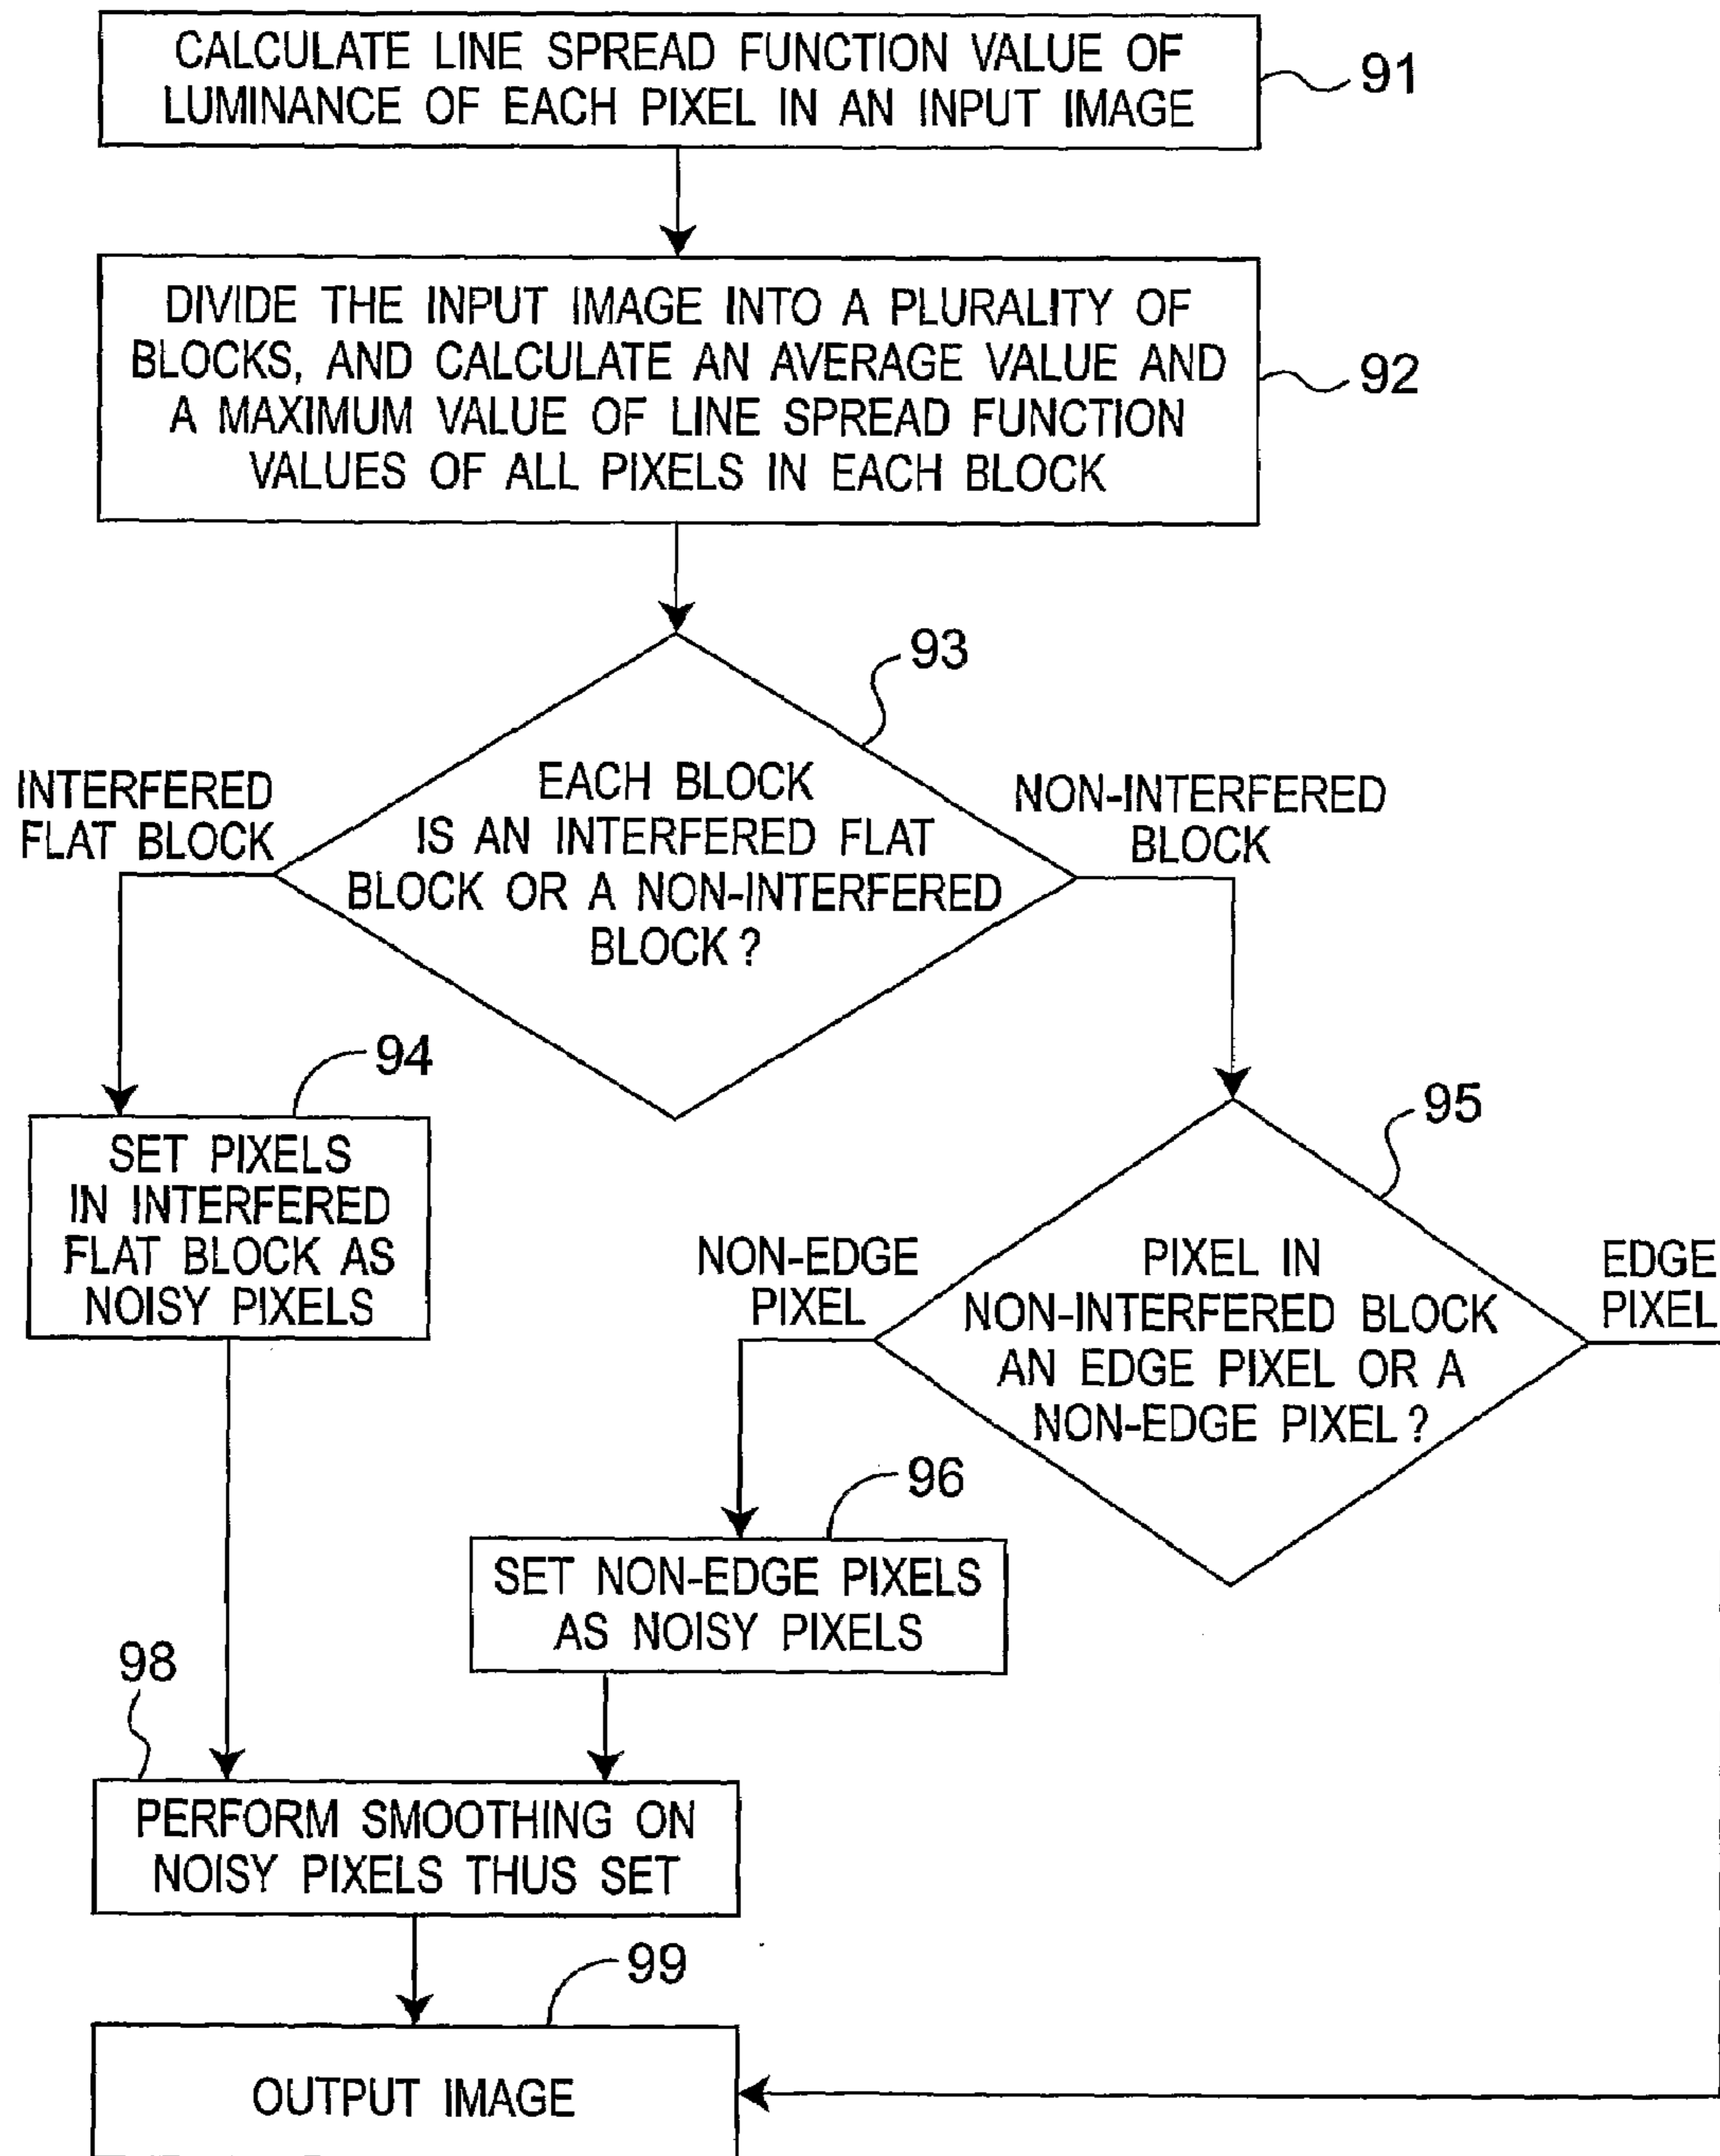 CALCULATE LINE SPREAD FUNCTION VALUE OF
LUMINANCE OF EACH PIXEL IN AN INPUT IMAGE
91
DIVIDE THE INPUT IMAGE INTO A PLURALITY OF
BLOCKS, AND CALCULATE AN AVERAGE VALUE AND
A MAXIMUM VALUE OF LINE SPREAD FUNCTION
VALUES OF ALL PIXELS IN EACH BLOCK
92
93
EACH BLOCK
IS AN INTERFERED FLAT
BLOCK OR A NON-INTERFERED
BLOCK?
INTERFERED
FLAT BLOCK
NON-INTERFERED
BLOCK
94
SET PIXELS
IN INTERFERED
FLAT BLOCK AS
NOISY PIXELS
95
PIXEL IN
NON-INTERFERED BLOCK
AN EDGE PIXEL OR A
NON-EDGE PIXEL?
NON-EDGE
PIXEL
EDGE
PIXEL
96
SET NON-EDGE PIXELS
AS NOISY PIXELS
98
PERFORM SMOOTHING ON
NOISY PIXELS THUS SET
99
OUTPUT IMAGE